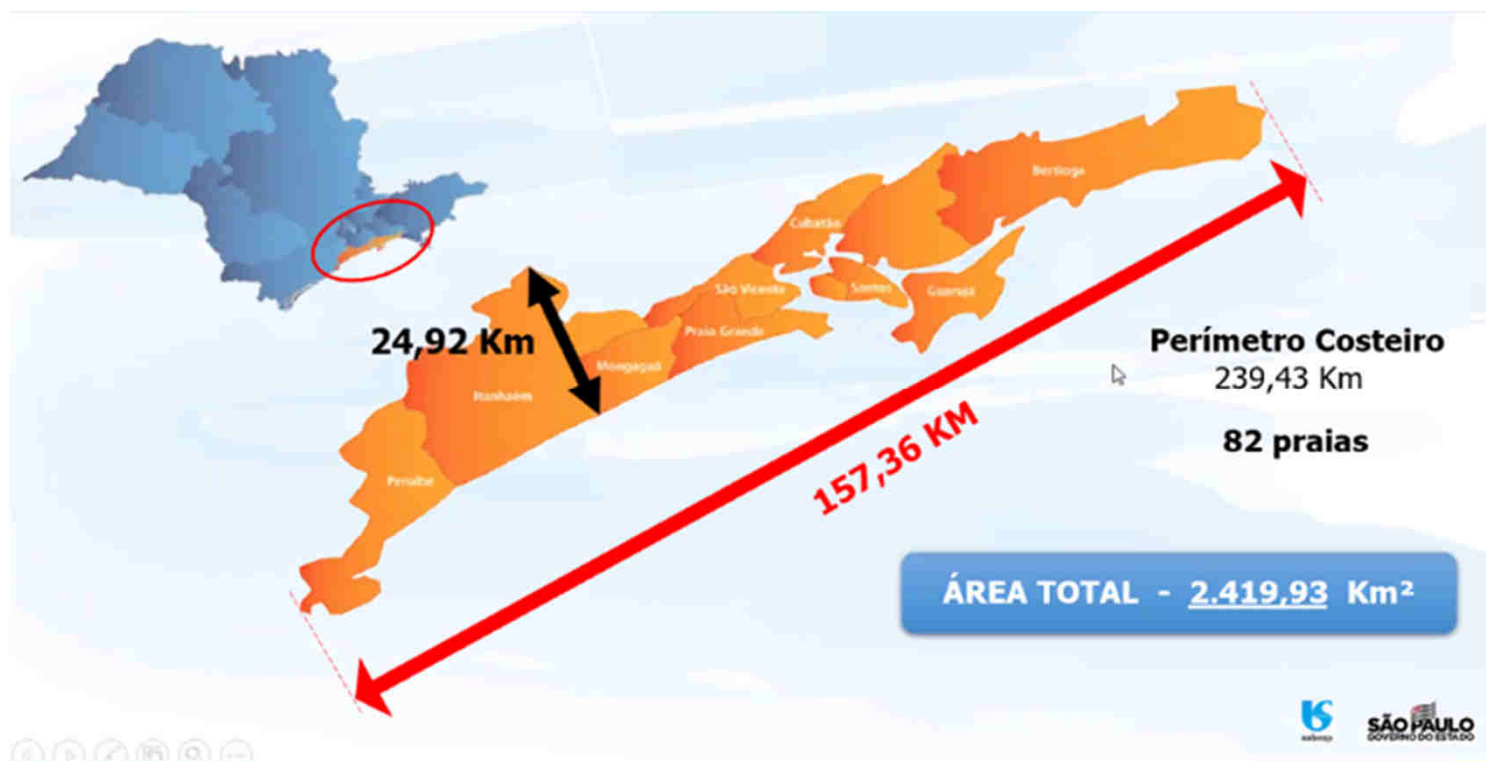 Bertioga
Cubatão
São Vicente
Santos
Guarujá
24,92 Km
Praia Grande
Mongaguá
Itanhaém
Peruíbe
157,36 KM
Perímetro Costeiro
239,43 Km
82 praias
ÁREA TOTAL - 2.419,93 Km²
sabesp
SÃO PAULO
GOVERNO DO ESTADO